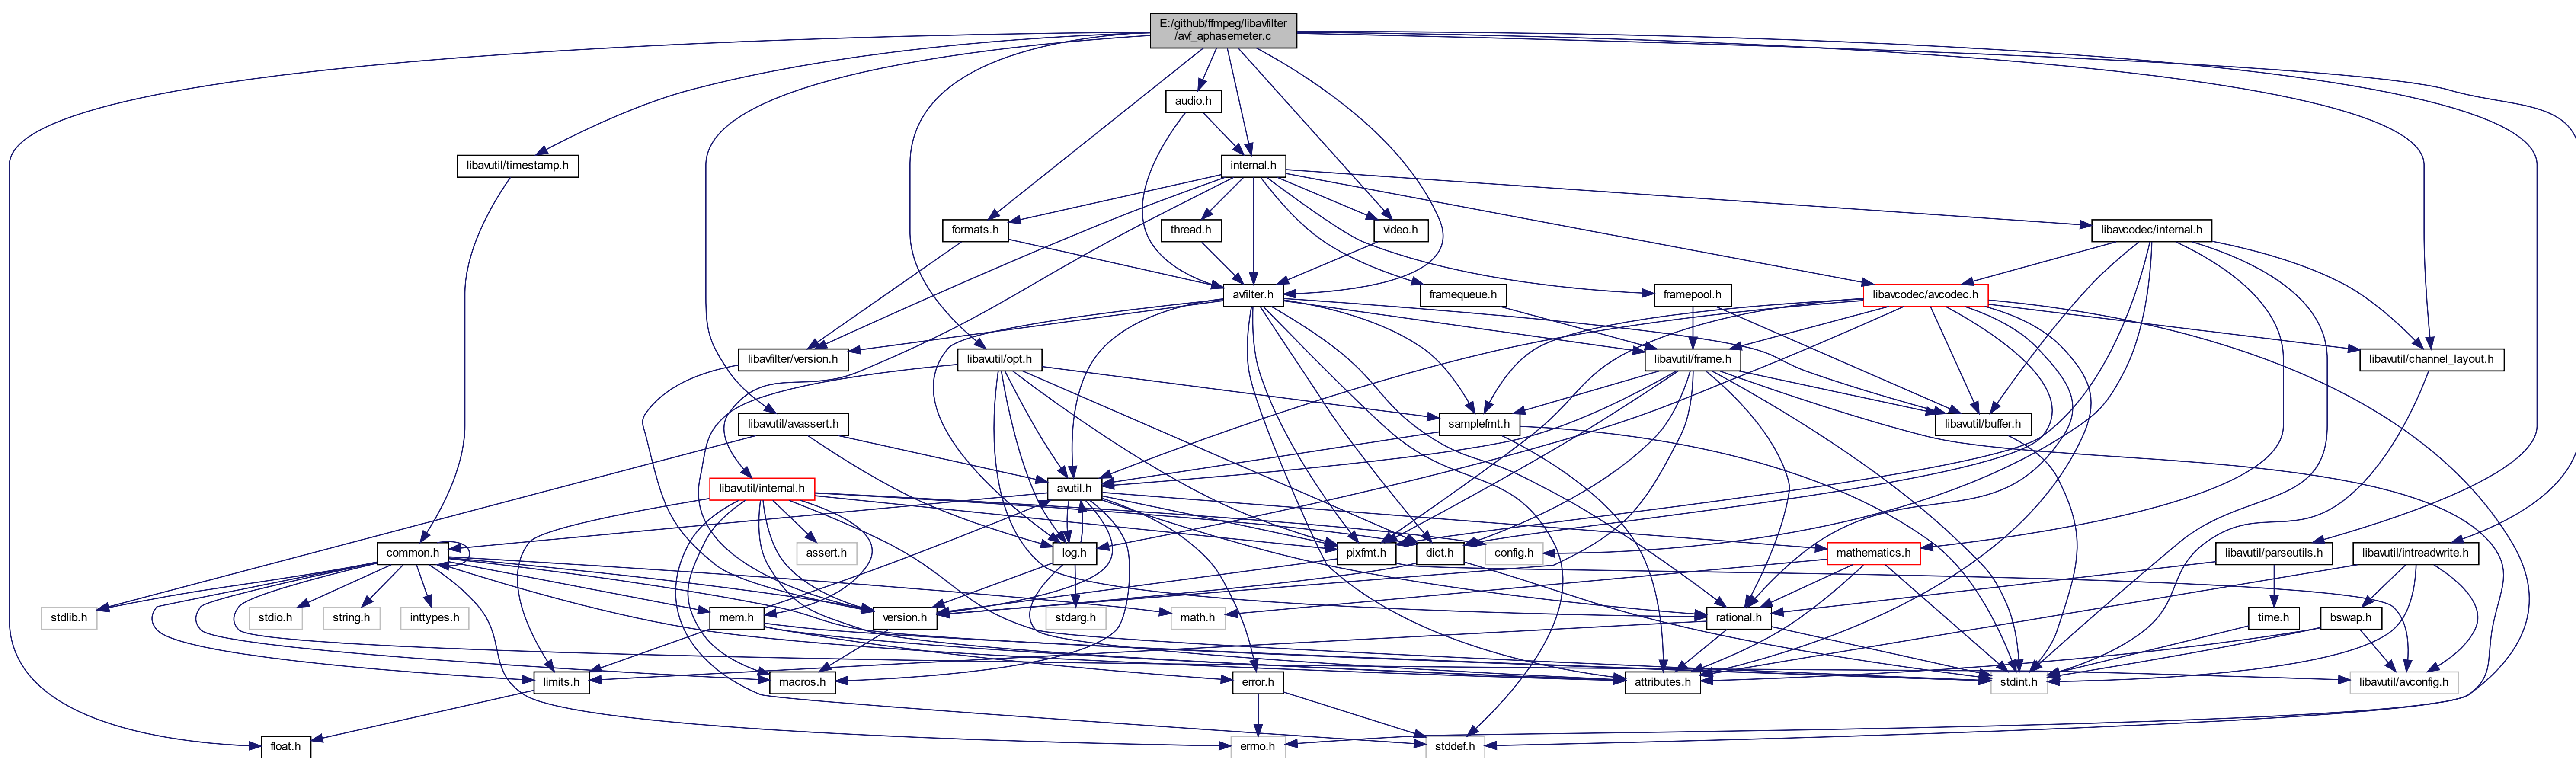 E:/github/ffmpeg/libavfilter
/avf_aphasemeter.c
audio.h
libavutil/timestamp.h
internal.h
formats.h
thread.h
video.h
libavcodec/internal.h
avfilter.h
framequeue.h
framepool.h
libavcodec/avcodec.h
libavfilter/version.h
libavutil/opt.h
libavutil/frame.h
libavutil/channel_layout.h
libavutil/avassert.h
samplefmt.h
libavutil/buffer.h
libavutil/internal.h
avutil.h
common.h
assert.h
log.h
pixfmt.h
dict.h
config.h
mathematics.h
libavutil/parseutils.h
libavutil/intreadwrite.h
stdlib.h
stdio.h
string.h
inttypes.h
mem.h
version.h
stdarg.h
math.h
rational.h
time.h
bswap.h
limits.h
macros.h
error.h
attributes.h
stdint.h
libavutil/avconfig.h
float.h
errno.h
stddef.h